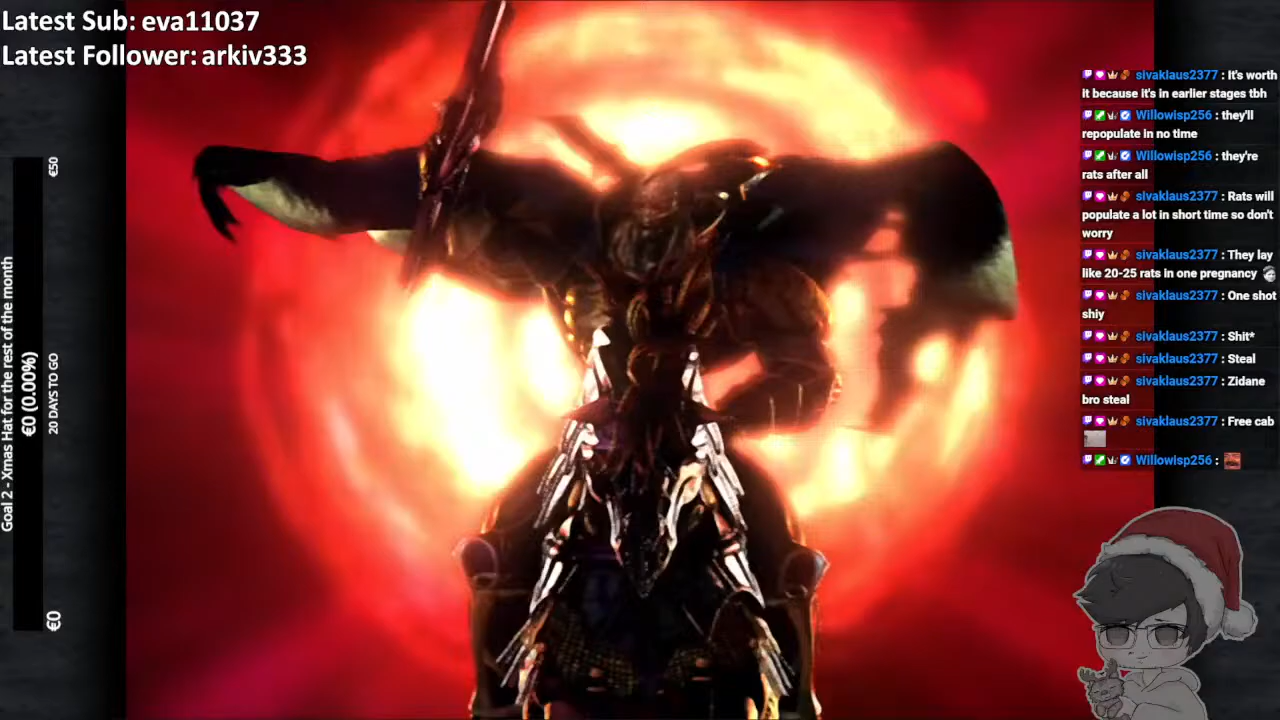 Latest Sub: eva11037
Latest Follower: arkiv333
Goal 2 - Xmas Hat for the rest of the month
€0 (0.00%)
20 DAYS TO GO
€50
€0
sivaklaus2377 : It's worth
it because it's in earlier stages tbh
Willowisp256 : they'll
repopulate in no time
Willowisp256 : they're
rats after all
sivaklaus2377 : Rats will
populate a lot in short time so don't
worry
sivaklaus2377 : They lay
like 20-25 rats in one pregnancy
sivaklaus2377 : One shot
shiy
sivaklaus2377 : Shit*
sivaklaus2377 : Steal
sivaklaus2377 : Zidane
bro steal
sivaklaus2377 : Free cab
Willowisp256 :